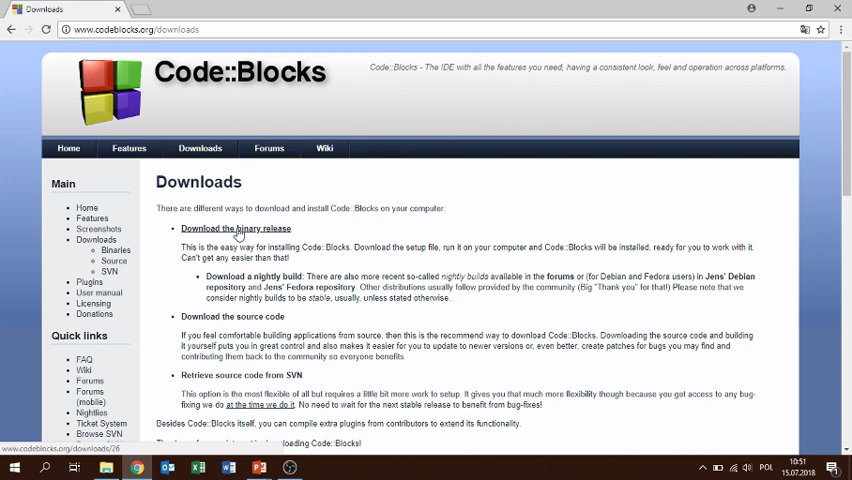 Downloads
www.codeblocks.org/downloads
Code::Blocks
Code::Blocks - The IDE with all the features you need, having a consistent look, feel and operation across platforms.
Home Features Downloads Forums Wiki
Main
Home
Features
Screenshots
Downloads
Binaries
Source
SVN
Plugins
User manual
Licensing
Donations
Quick links
FAQ
Wiki
Forums
Forums
(mobile)
Nightlies
Ticket System
Browse SVN
Downloads
There are different ways to download and install Code::Blocks on your computer:
Download the binary release
This is the easy way for installing Code::Blocks. Download the setup file, run it on your computer and Code::Blocks will be installed, ready for you to work with it.
Can't get any easier than that!
Download a nightly build: There are also more recent so-called nightly builds available in the forums or (for Debian and Fedora users) in Jens' Debian
repository and Jens' Fedora repository. Other distributions usually follow provided by the community (Big "Thank you" for that!) Please note that we
consider nightly builds to be stable, usually, unless stated otherwise.
Download the source code
If you feel comfortable building applications from source, then this is the recommend way to download Code::Blocks. Downloading the source code and building
it yourself puts you in great control and also makes it easier for you to update to newer versions or, even better, create patches for bugs you may find and
contributing them back to the community so everyone benefits.
Retrieve source code from SVN
This option is the most flexible of all but requires a little bit more work to setup. It gives you that much more flexibility though because you get access to any bug-
fixing we do at the time we do it. No need to wait for the next stable release to benefit from bug-fixes!
Besides Code::Blocks itself, you can compile extra plugins from contributors to extend its functionality.
loading Code::Blocks!
www.codeblocks.org/downloads/26
POL
10:51
15.07.2018